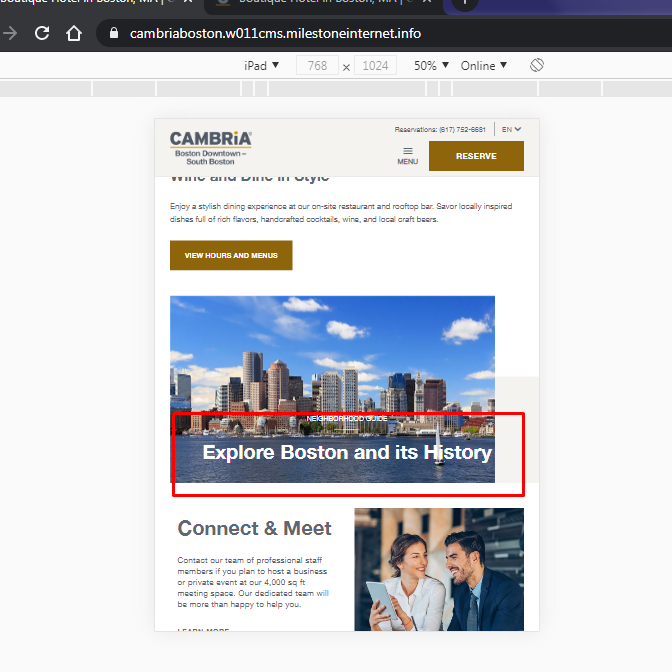 Boutique Hotel in Boston, MA | C
Boutique Hotel in Boston, MA | C
cambriaboston.w011cms.milestoneinternet.info
iPad ▼ 768 × 1024 50% ▼ Online ▼
Reservations: (617) 752-6681 EN
CAMBRiA®
Boston Downtown –
South Boston
MENU
RESERVE
Wine and Dine in Style
Enjoy a stylish dining experience at our on-site restaurant and rooftop bar. Savor locally inspired
dishes full of rich flavors, handcrafted cocktails, wine, and local craft beers.
VIEW HOURS AND MENUS
NEIGHBORHOOD GUIDE
Explore Boston and its History
Connect & Meet
Contact our team of professional staff
members if you plan to host a business
or private event at our 4,000 sq ft
meeting space. Our dedicated team will
be more than happy to help you.
LEARN MORE